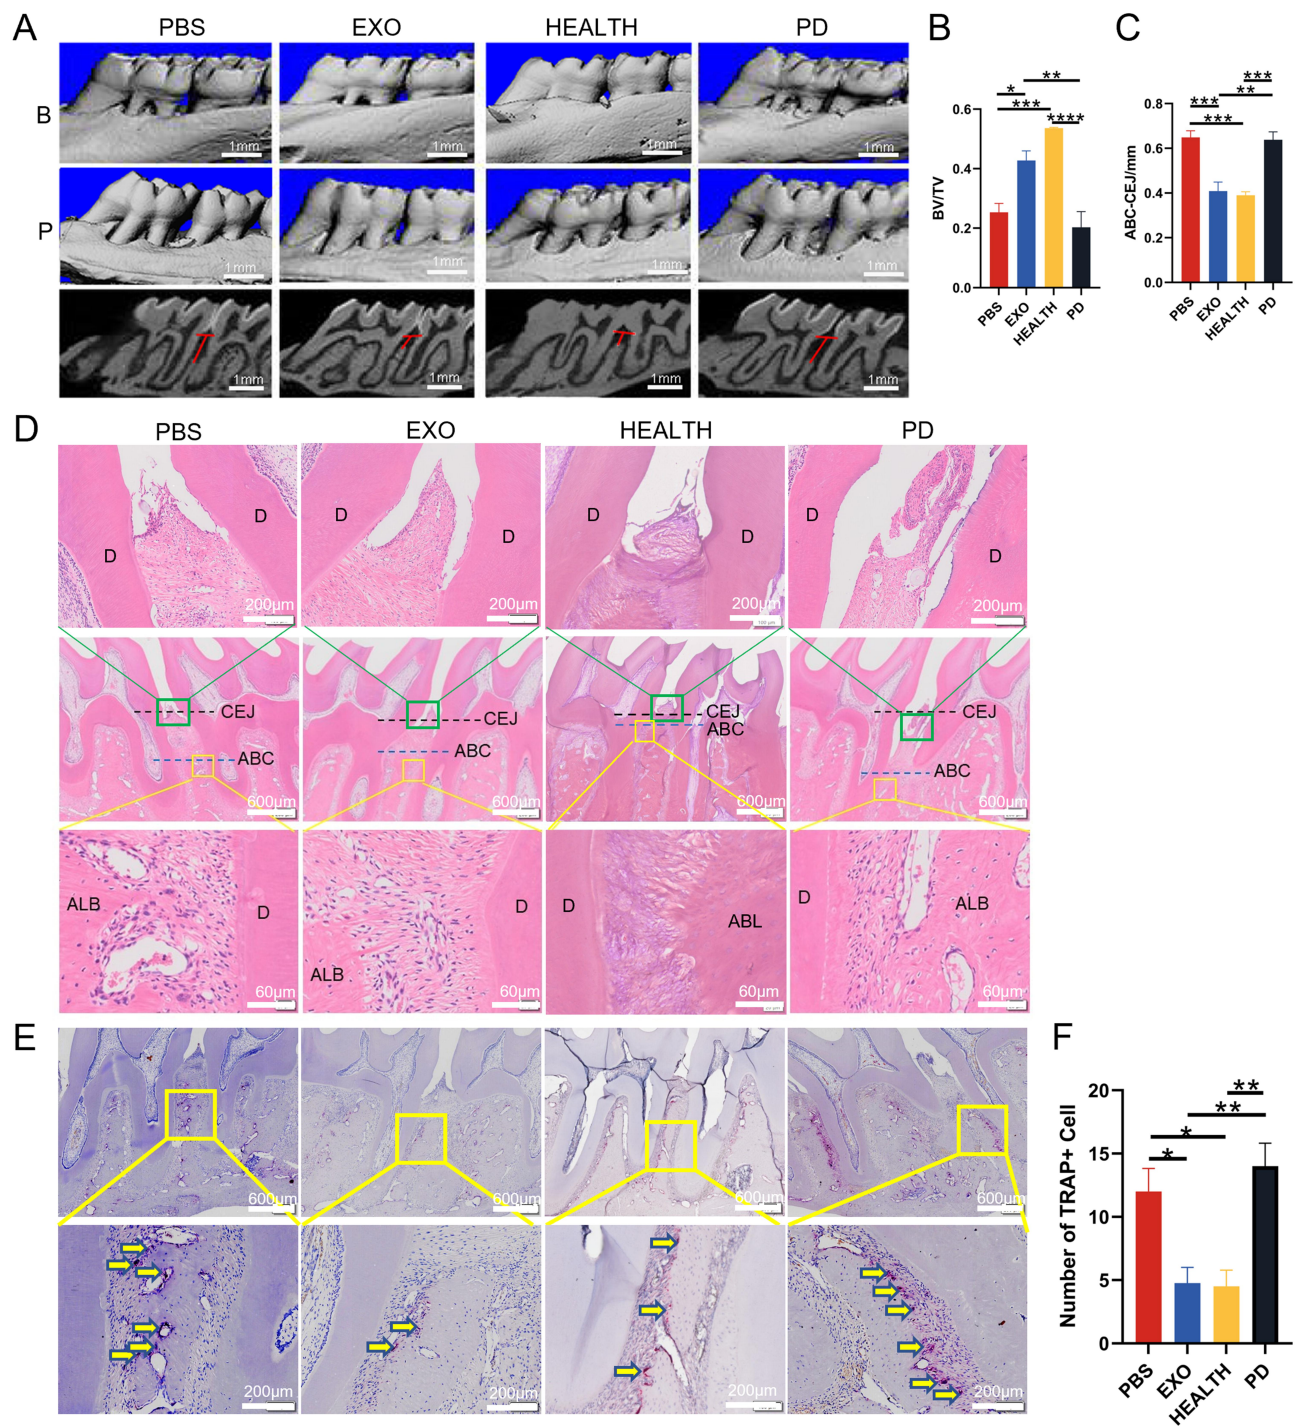 A
PBS EXO HEALTH PD
B
1mm 1mm 1mm 1mm
P
1mm 1mm 1mm 1mm
1mm 1mm 1mm 1mm
B
** 
* 
*** ****
BV/TV
0.6
0.4
0.2
0.0
PBS EXO HEALTH PD
C
***
*** **
***
ABC-CEJ/mm
0.8
0.6
0.4
0.2
0.0
PBS EXO HEALTH PD
D
PBS EXO HEALTH PD
D D D D D D D D
200μm 200μm 200μm 200μm
CEJ CEJ CEJ CEJ
ABC ABC ABC ABC
600μm 600μm 600μm 600μm
ALB D ALB D D ABL D ALB
60μm 60μm 60μm 60μm
E
600μm 600μm 600μm 600μm
200μm 200μm 200μm 200μm
F
**
**
*
*
Number of TRAP+ Cell
20
15
10
5
0
PBS EXO HEALTH PD